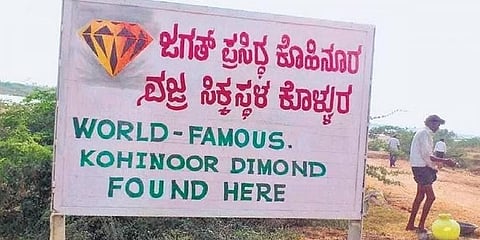 ಜಗತ್ ಪ್ರಸಿದ್ಧ ಕೊಹಿನೂರ
ವಜ್ರ ಸಿಕ್ಕಸ್ಥಳ ಕೊಳ್ಳುರ
WORLD-FAMOUS.
KOHINOOR DIMOND
FOUND HERE